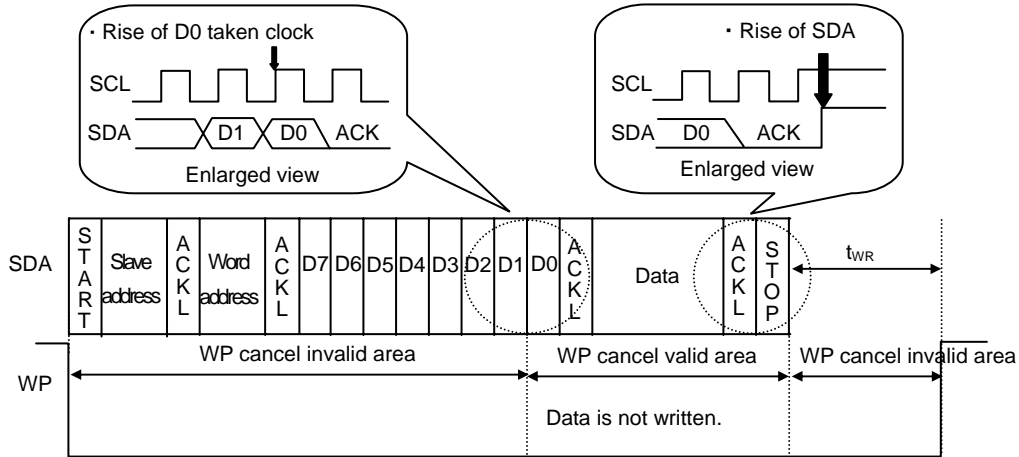 ・Rise of D0 taken clock
SCL
SDA
D1
D0
ACK
Enlarged view
・Rise of SDA
SCL
SDA
D0
ACK
Enlarged view
SDA
START
Slave
address
ACKL
Word
address
ACKL
D7
D6
D5
D4
D3
D2
D1
D0
ACKL
Data
ACKL
STOP
tWR
WP cancel invalid area
WP cancel valid area
WP cancel invalid area
WP
Data is not written.